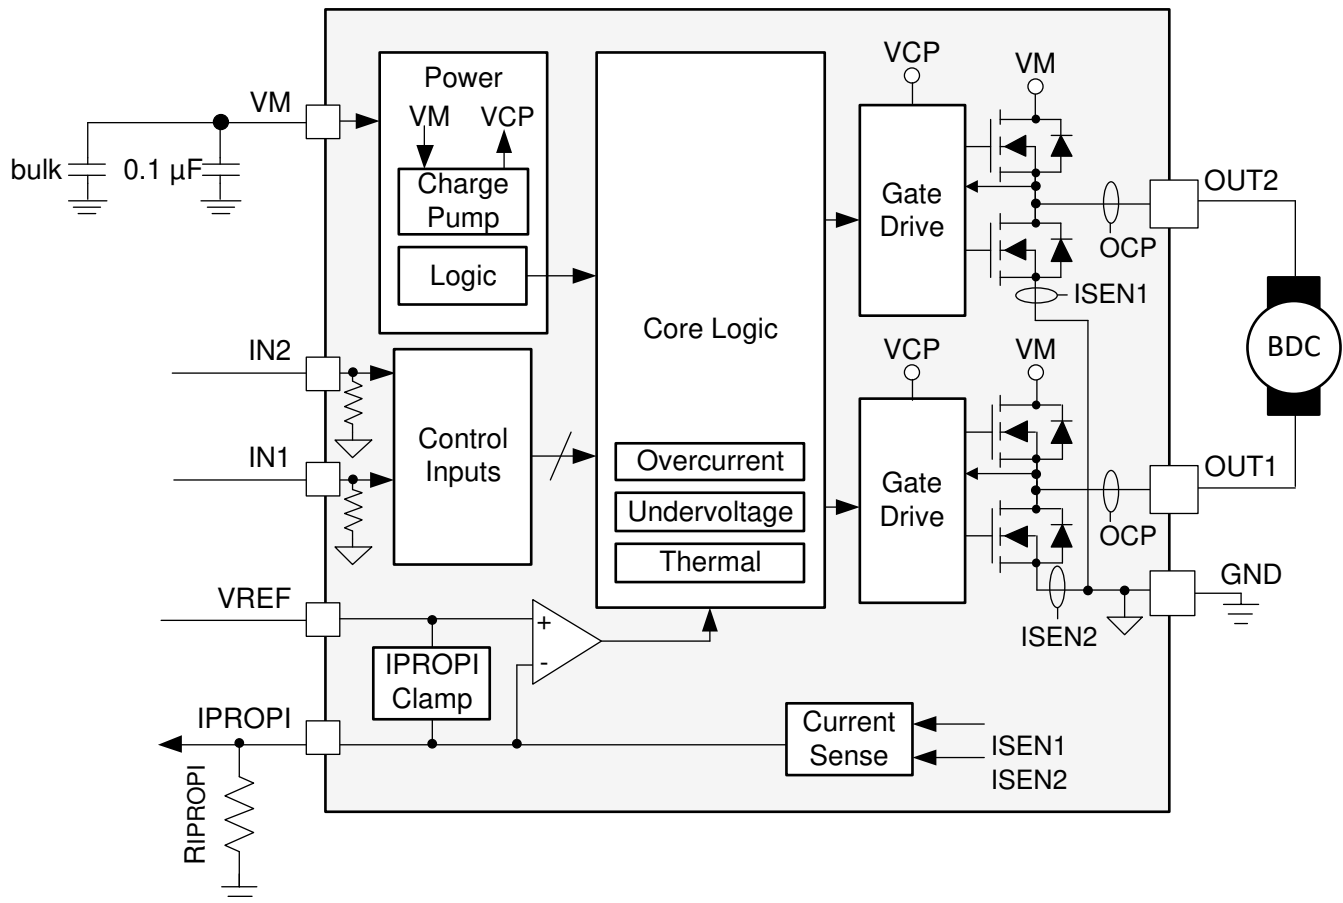 VM
bulk
0.1 µF
Power
VM
VCP
Charge
Pump
Logic
IN2
IN1
Control
Inputs
VREF
IPROPI
Clamp
+
-
IPROPI
RIPROPI
Core Logic
Overcurrent
Undervoltage
Thermal
VCP
VM
Gate
Drive
OCP
ISEN1
OUT2
BDC
VCP
VM
Gate
Drive
OCP
ISEN2
OUT1
GND
Current
Sense
ISEN1
ISEN2